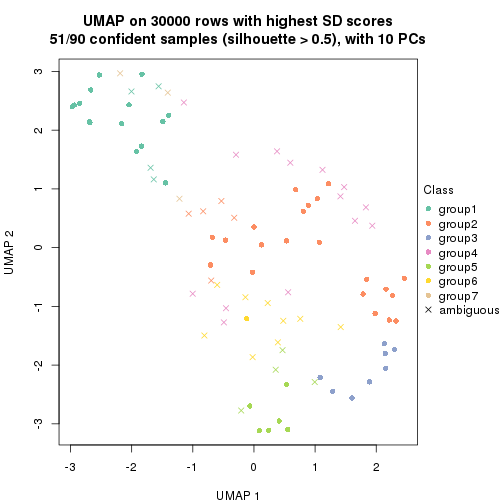 UMAP on 30000 rows with highest SD scores
51/90 confident samples (silhouette > 0.5), with 10 PCs
UMAP 2
3
2
1
0
-1
-2
-3
-3
-2
-1
0
1
2
UMAP 1
Class
group1
group2
group3
group4
group5
group6
group7
ambiguous